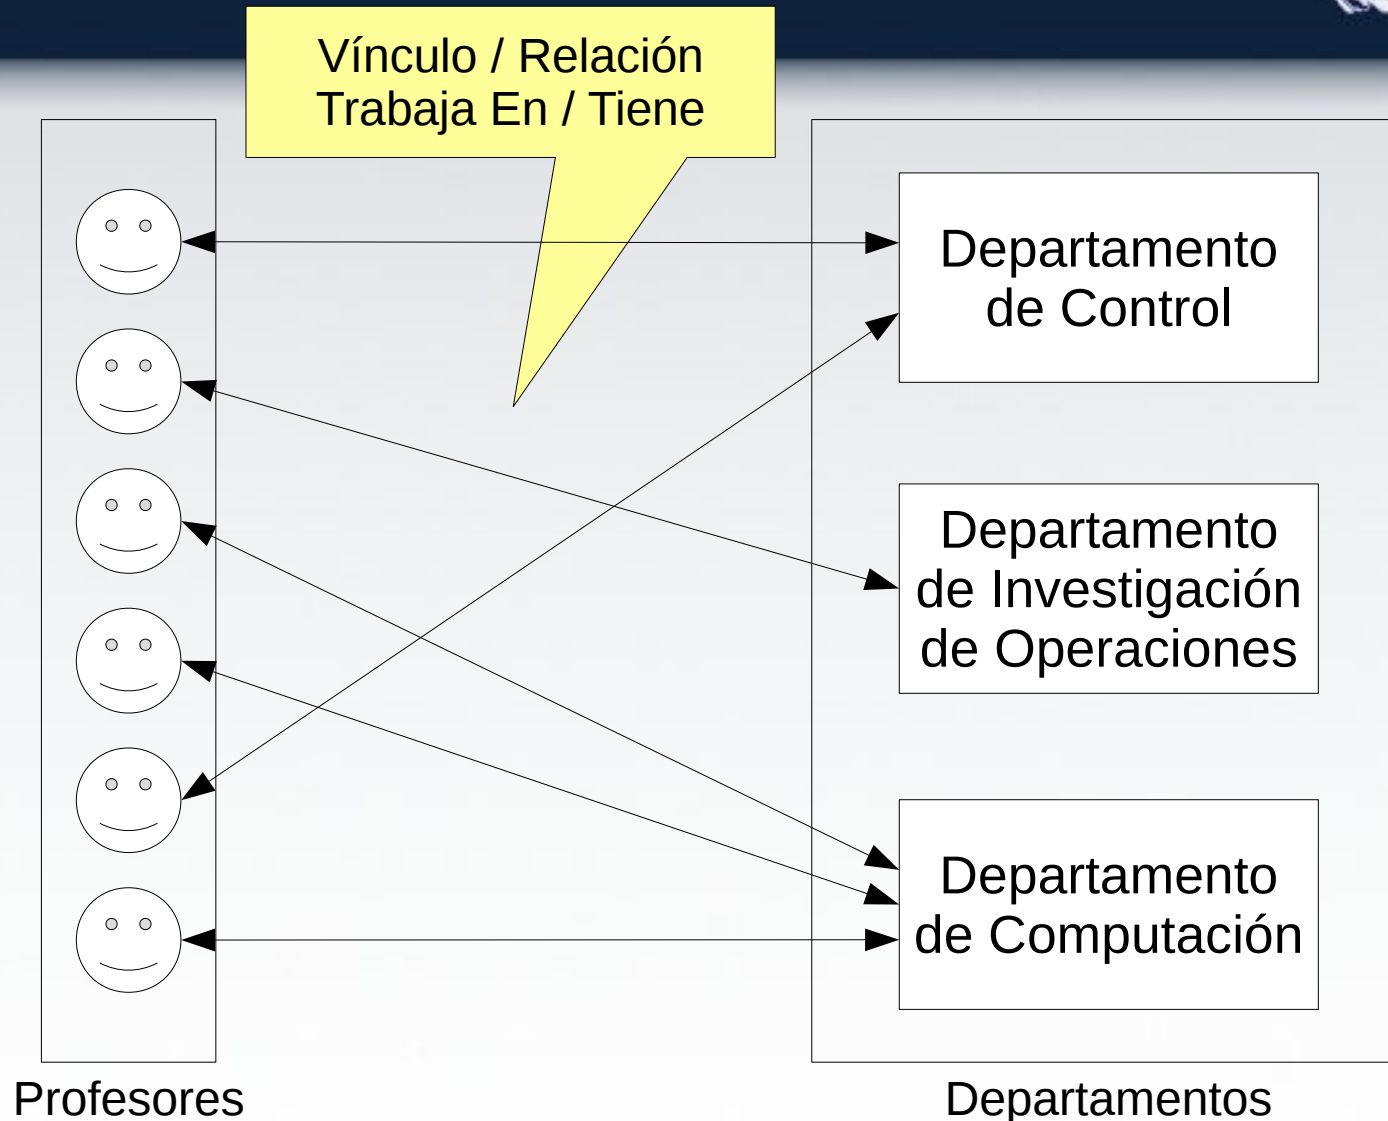 Vínculo / Relación
Trabaja En / Tiene
Departamento
de Control
Departamento
de Investigación
de Operaciones
Departamento
de Computación
Profesores
Departamentos